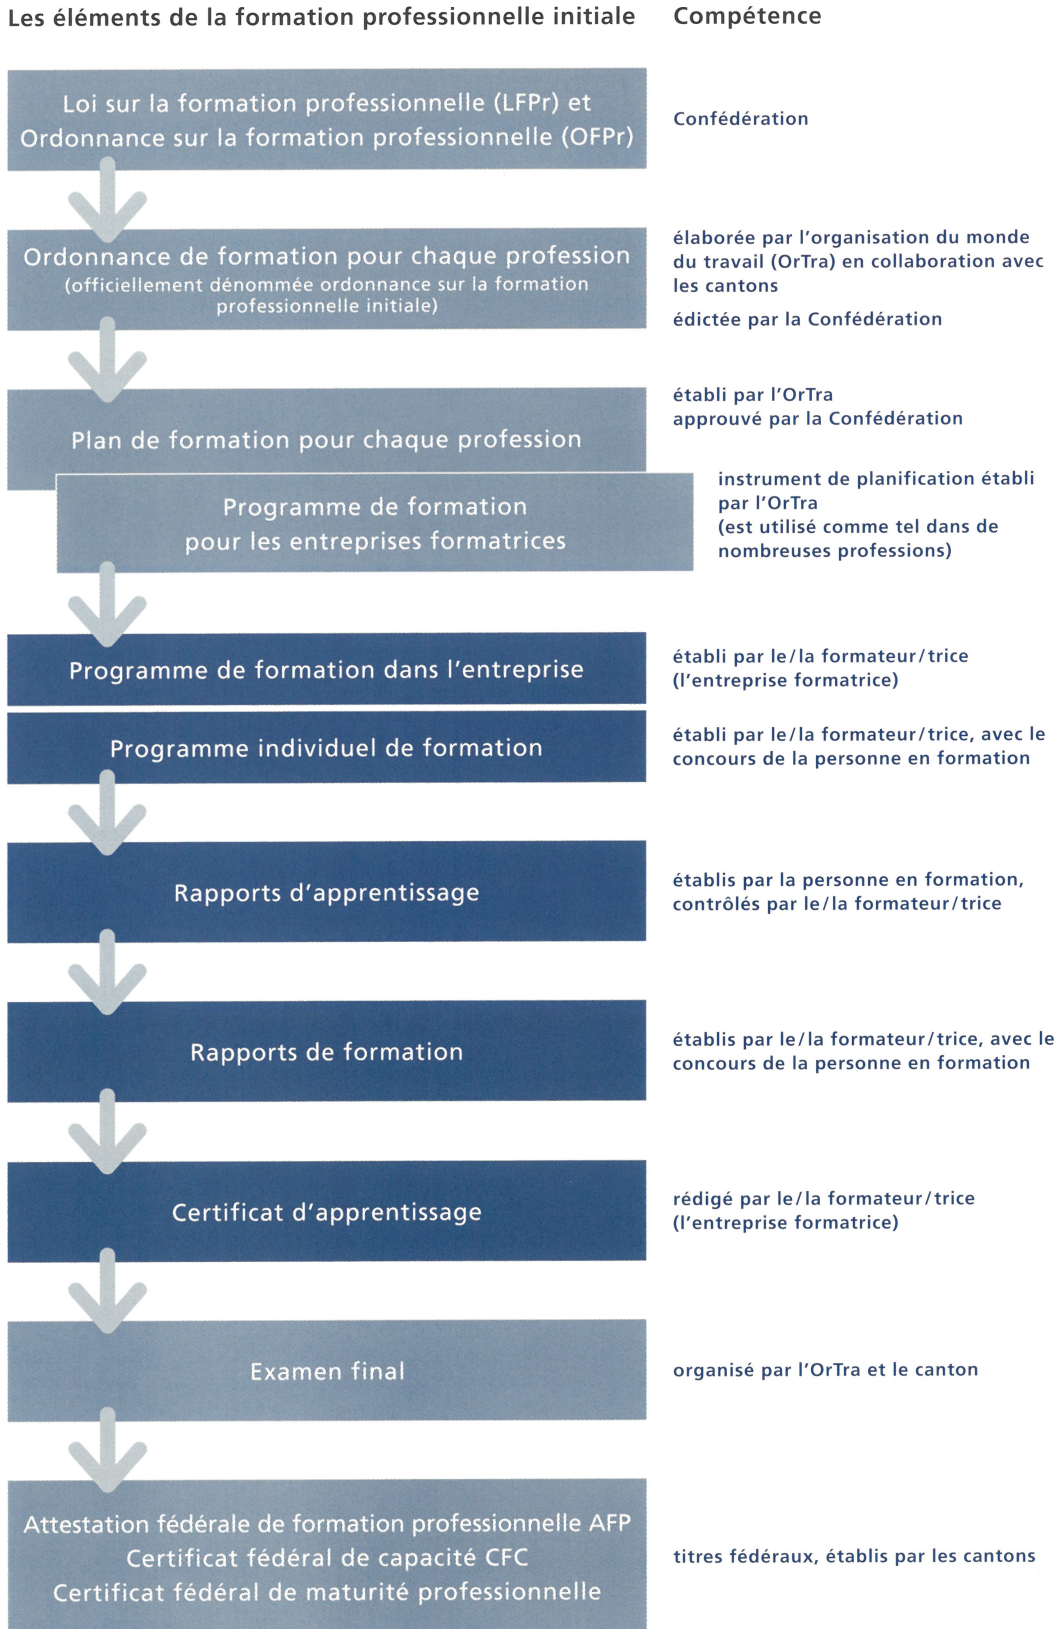 Les éléments de la formation professionnelle initiale
Compétence
Loi sur la formation professionnelle (LFPr) et
Ordonnance sur la formation professionnelle (OFPr)
Confédération
Ordonnance de formation pour chaque profession
(officiellement dénommée ordonnance sur la formation
professionnelle initiale)
élaborée par l'organisation du monde
du travail (OrTra) en collaboration avec
les cantons
édictée par la Confédération
Plan de formation pour chaque profession
établi par l'OrTra
approuvé par la Confédération
Programme de formation
pour les entreprises formatrices
instrument de planification établi
par l'OrTra
(est utilisé comme tel dans de
nombreuses professions)
Programme de formation dans l'entreprise
établi par le/la formateur/trice
(l'entreprise formatrice)
Programme individuel de formation
établi par le/la formateur/trice, avec le
concours de la personne en formation
Rapports d'apprentissage
établis par la personne en formation,
contrôlés par le/la formateur/trice
Rapports de formation
établis par le/la formateur/trice, avec le
concours de la personne en formation
Certificat d'apprentissage
rédigé par le/la formateur/trice
(l'entreprise formatrice)
Examen final
organisé par l'OrTra et le canton
Attestation fédérale de formation professionnelle AFP
Certificat fédéral de capacité CFC
Certificat fédéral de maturité professionnelle
titres fédéraux, établis par les cantons